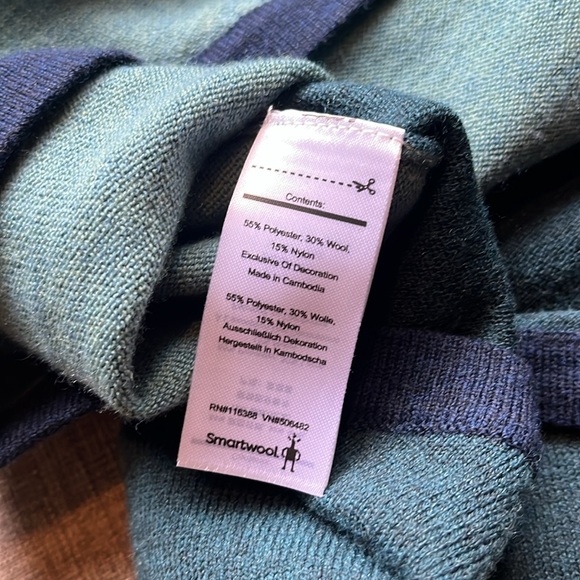 Contents:
55% Polyester, 30% Wool,
15% Nylon
Exclusive Of Decoration
Made in Cambodia
55% Polyester, 30% Wolle,
15% Nylon
Ausschließlich Dekoration
Hergestellt in Kambodscha
RN#116388 VN#506482
Smartwool